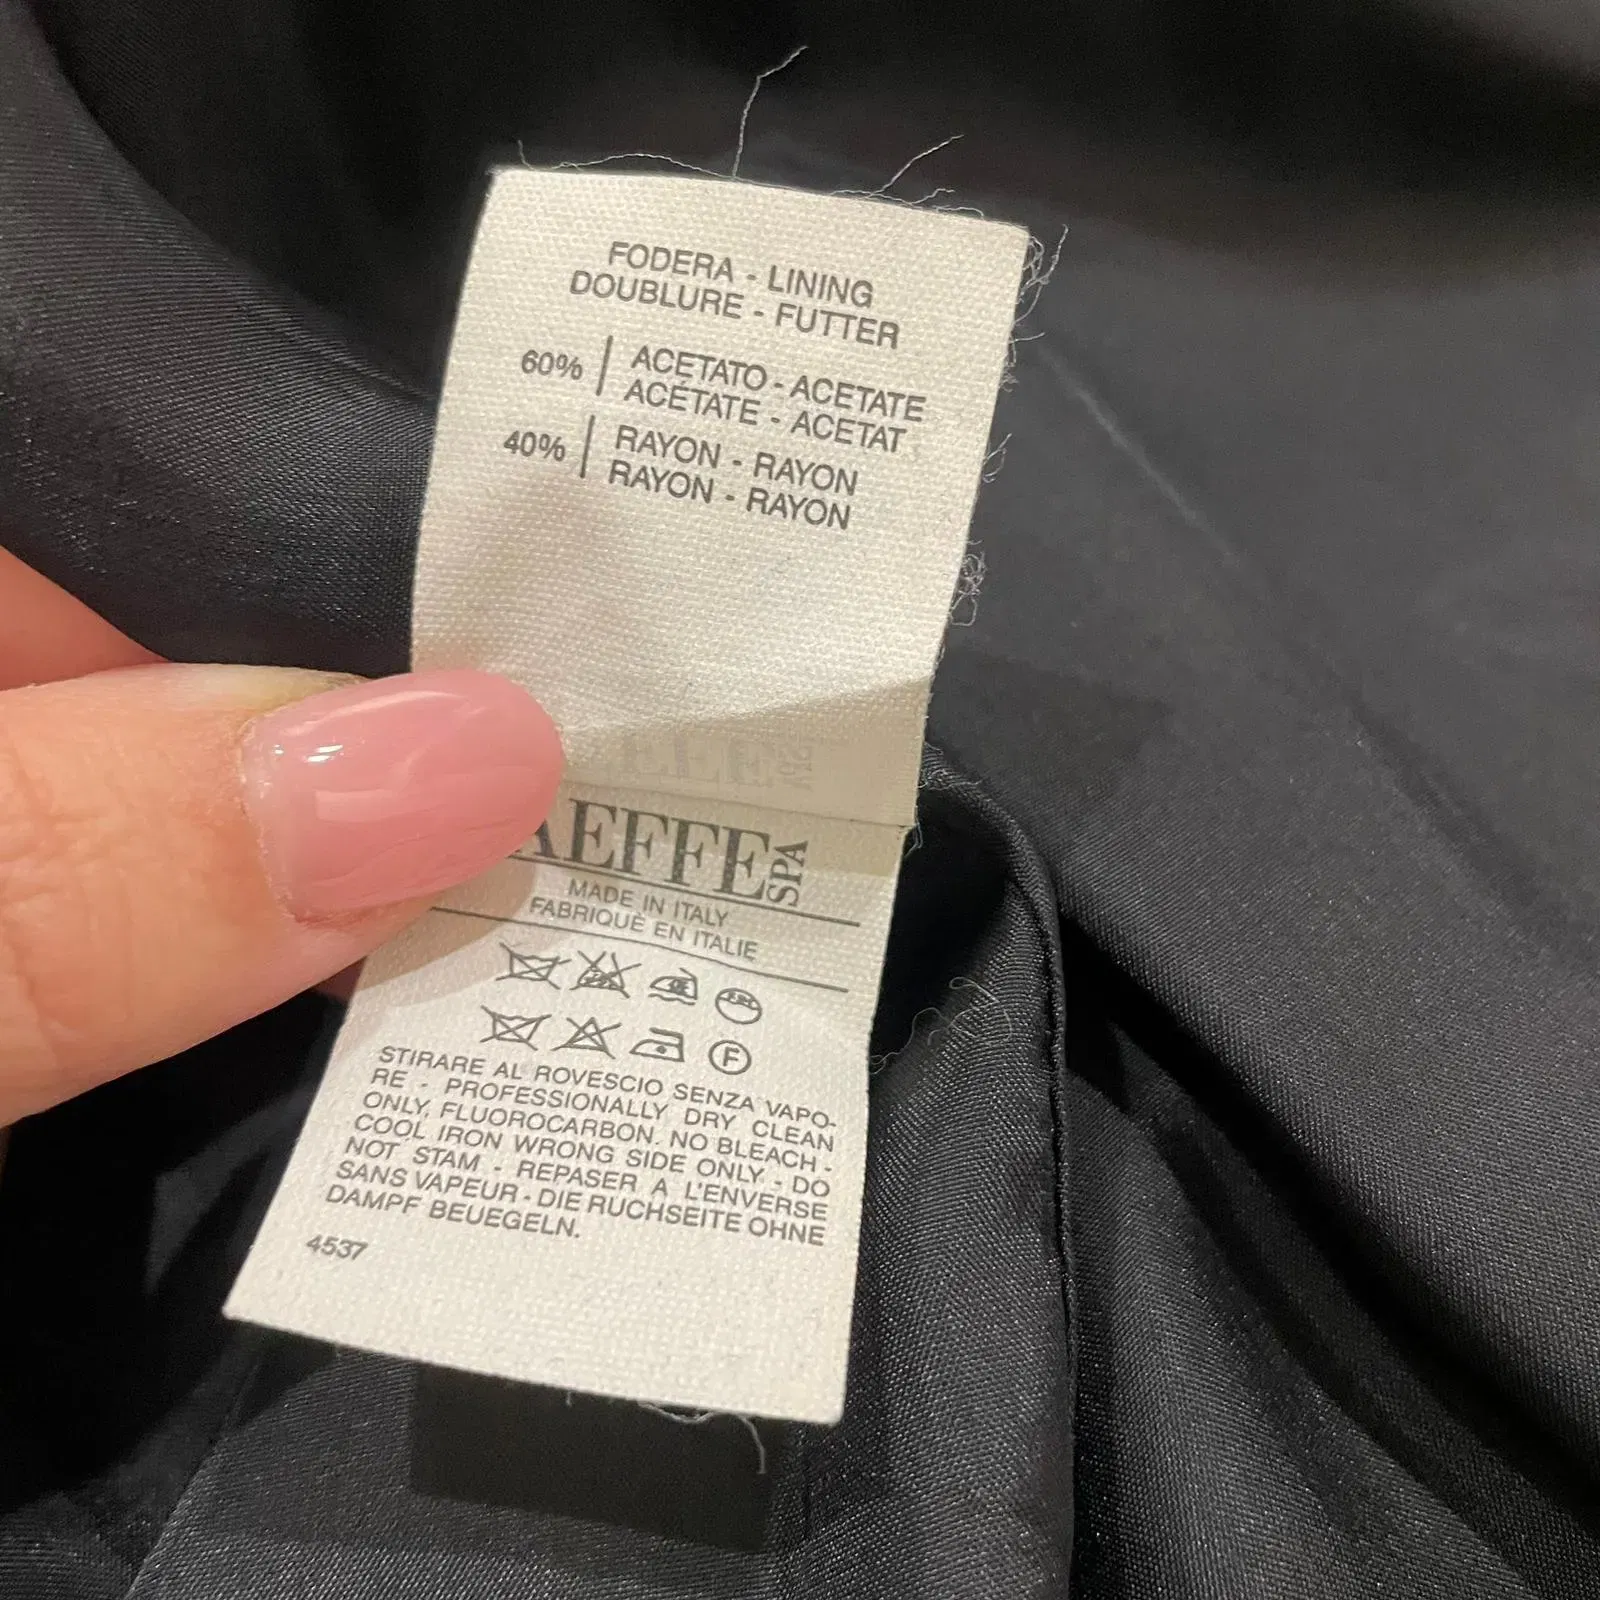 FODERA - LINING
DOUBLURE - FUTTER
60% ACETATO - ACETATE
ACÉTATE - ACETAT
40% RAYON - RAYON
RAYON - RAYON
AEFFE SPA
MADE IN ITALY
FABRIQUÈ EN ITALIE
F
STIRARE AL ROVESCIO SENZA VAPO-
RE - PROFESSIONALLY DRY CLEAN
ONLY, FLUOROCARBON. NO BLEACH -
COOL IRON WRONG SIDE ONLY - DO
NOT STAM - REPASER A L'ENVERSE
SANS VAPEUR - DIE RUCHSEITE OHNE
DAMPF BEUEGELN.
4537